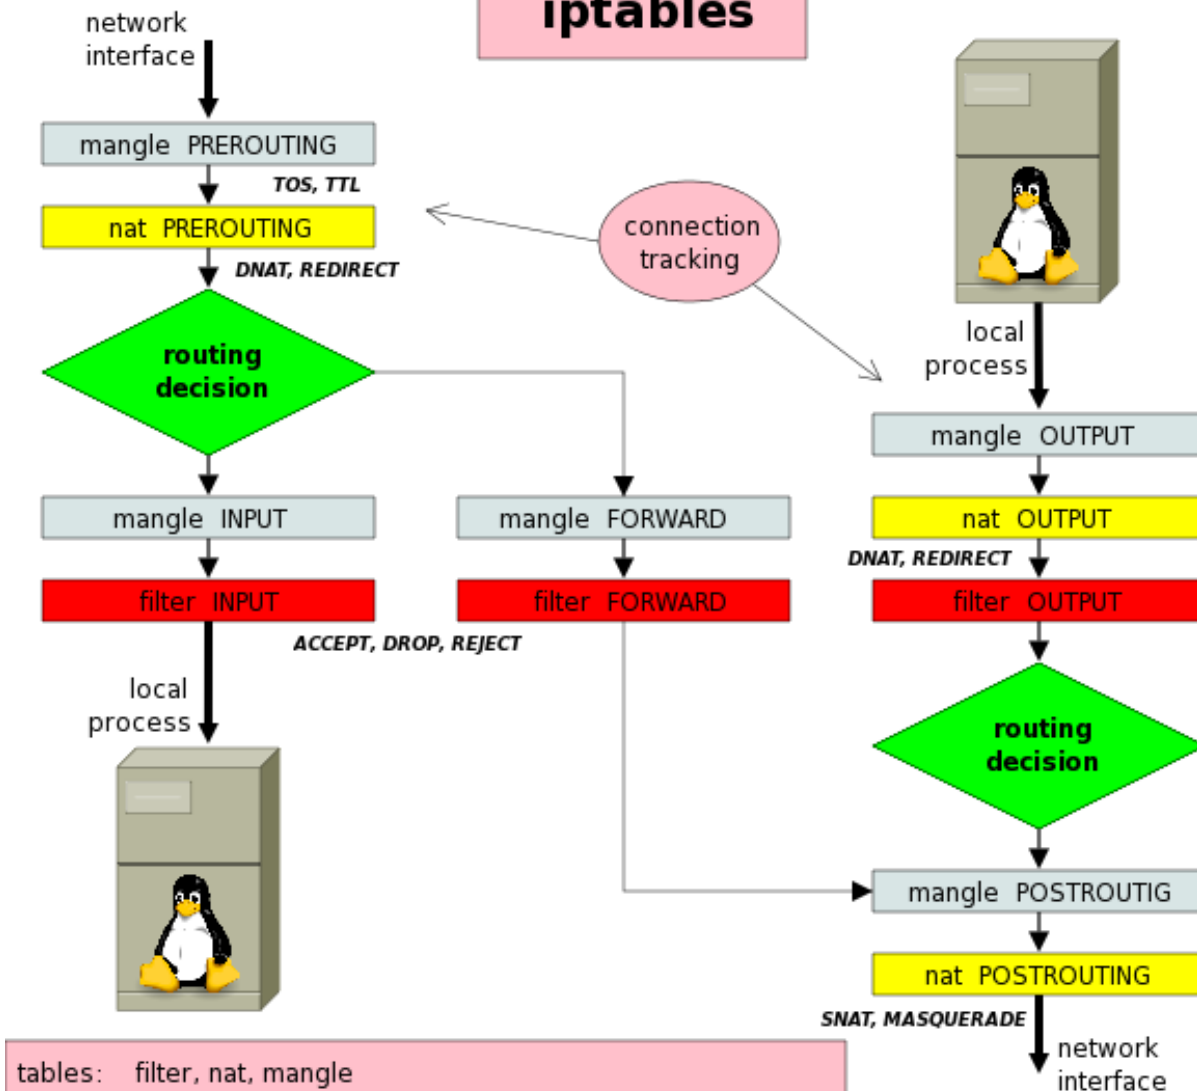 iptables
network
interface
mangle PREROUTING
TOS, TTL
nat PREROUTING
DNAT, REDIRECT
routing
decision
connection
tracking
mangle INPUT
filter INPUT
mangle FORWARD
filter FORWARD
ACCEPT, DROP, REJECT
local
process
local
process
mangle OUTPUT
nat OUTPUT
DNAT, REDIRECT
filter OUTPUT
routing
decision
mangle POSTROUTIG
nat POSTROUTING
SNAT, MASQUERADE
network
interface
tables: filter, nat, mangle